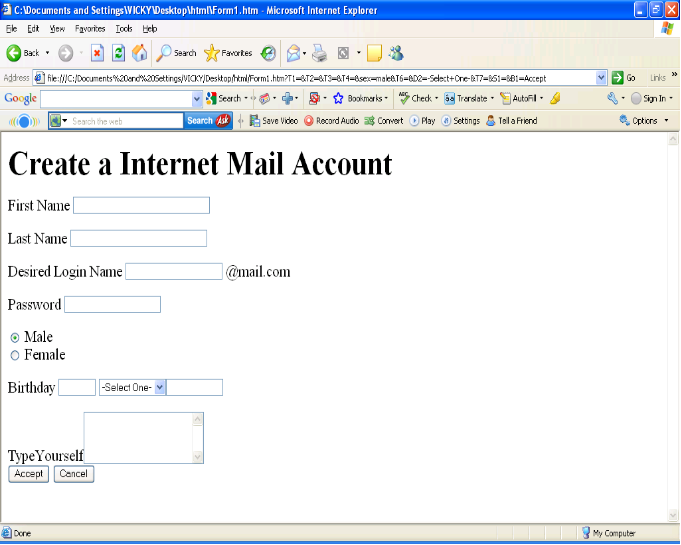 C:\Documents and Settings\VICKY\Desktop\html\Form1.htm - Microsoft Internet Explorer
File Edit View Favorites Tools Help
Back Search Favorites
Address file:///C:/Documents%20and%20Settings/VICKY/Desktop/html/Form1.htm?T1=&T2=&T3=&T4=&sex=male&T6=&D2=-Select+One-&T7=&S1=&B1=Accept Go Links »
Google Search Bookmarks Check Translate AutoFill Sign In
Search the web Search Ask Save Video Record Audio Convert Play Settings Tell a Friend Options
Create a Internet Mail Account
First Name
Last Name
Desired Login Name @mail.com
Password
Male
Female
Birthday -Select One-
TypeYourself
Accept Cancel
Done My Computer